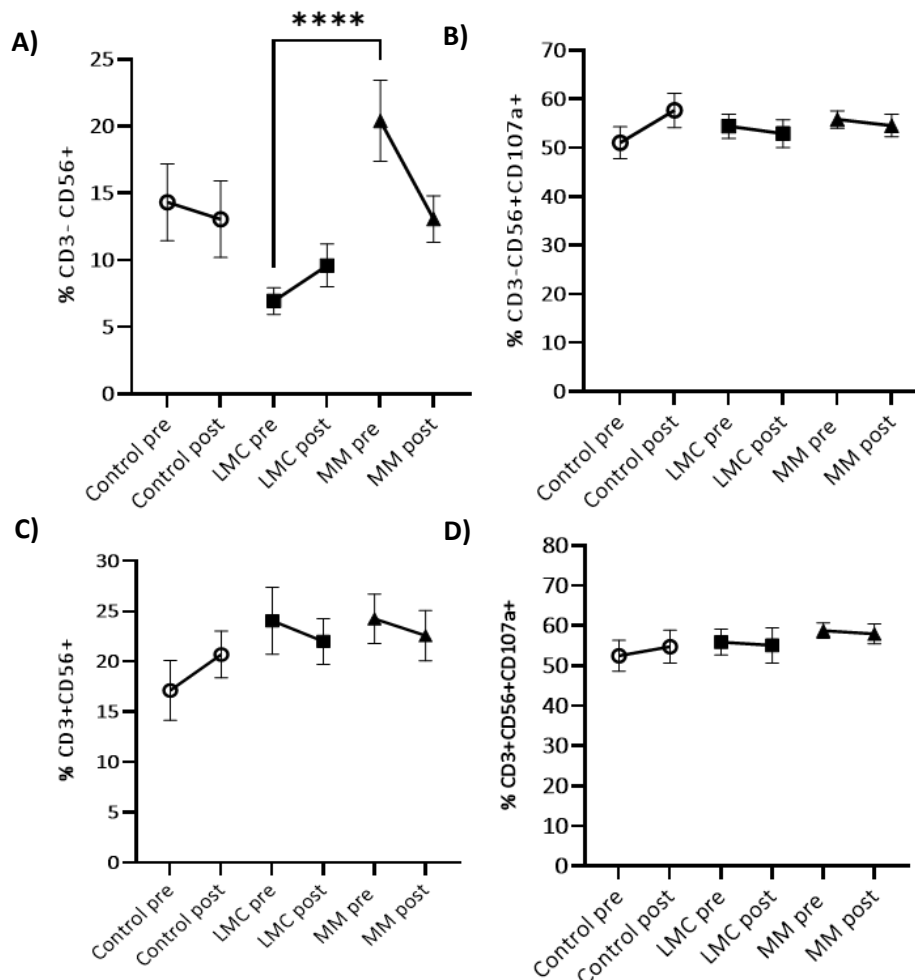 A)
****
25
20
15
10
5
0
% CD3- CD56+
Control pre
Control post
LMC pre
LMC post
MM pre
MM post
B)
70
60
50
40
30
20
10
0
% CD3-CD56+CD107a+
Control pre
Control post
LMC pre
LMC post
MM pre
MM post
C)
30
25
20
15
10
5
0
% CD3+CD56+
Control pre
Control post
LMC pre
LMC post
MM pre
MM post
D)
80
70
60
50
40
30
20
10
0
% CD3+CD56+CD107a+
Control pre
Control post
LMC pre
LMC post
MM pre
MM post